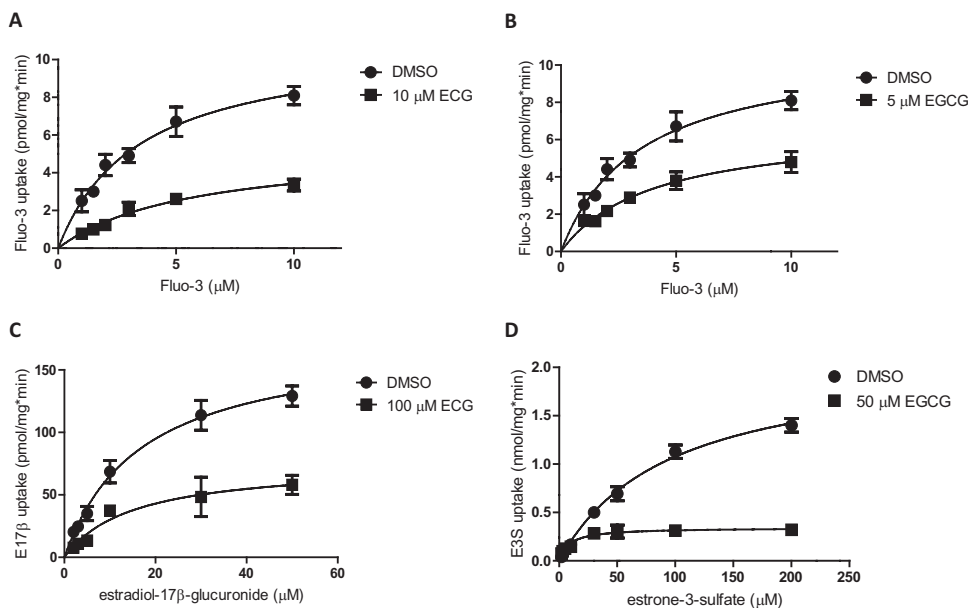 A
Fluo-3 uptake (pmol/mg*min)
10
8
6
4
2
0
0
5
10
Fluo-3 (μM)
DMSO
10 μM ECG
B
Fluo-3 uptake (pmol/mg*min)
10
8
6
4
2
0
0
5
10
Fluo-3 (μM)
DMSO
5 μM EGCG
C
E17β uptake (pmol/mg*min)
150
100
50
0
0
20
40
60
estradiol-17β-glucuronide (μM)
DMSO
100 μM ECG
D
E3S uptake (nmol/mg*min)
2.0
1.5
1.0
0.5
0.0
0
50
100
150
200
250
estrone-3-sulfate (μM)
DMSO
50 μM EGCG